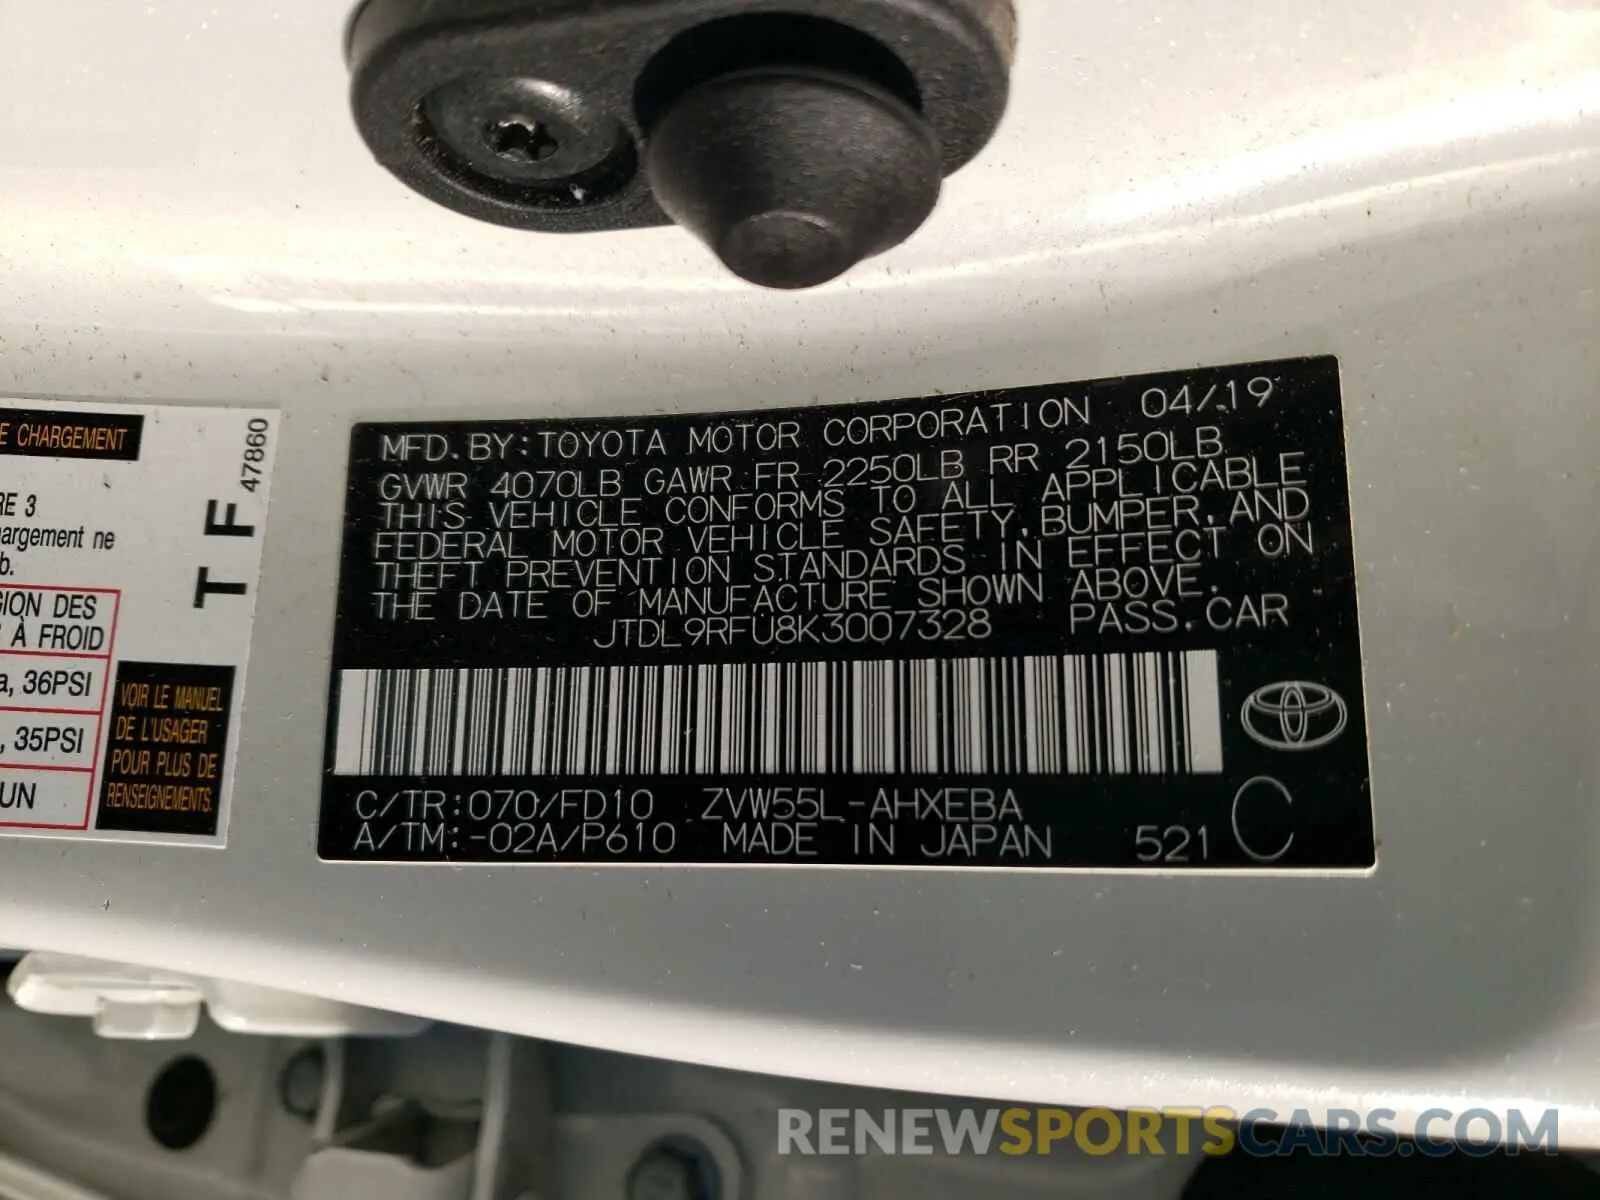 E CHARGEMENT
RE 3
argement ne
b.
GION DES
À FROID
a, 36PSI
, 35PSI
UN
VOIR LE MANUEL
DE L'USAGER
POUR PLUS DE
RENSEIGNEMENTS.
T F
47860
MFD. BY: TOYOTA MOTOR CORPORATION 04/19
GVWR 4070LB GAWR FR 2250LB RR 2150LB
THIS VEHICLE CONFORMS TO ALL APPLICABLE
FEDERAL MOTOR VEHICLE SAFETY, BUMPER, AND
THEFT PREVENTION STANDARDS IN EFFECT ON
THE DATE OF MANUFACTURE SHOWN ABOVE.
JTDL9RFU8K3007328 PASS. CAR
C/TR:070/FD10 ZVW55L-AHXEBA
A/TM:-02A/P610 MADE IN JAPAN 521 C
RENEWSPORTSCARS.COM